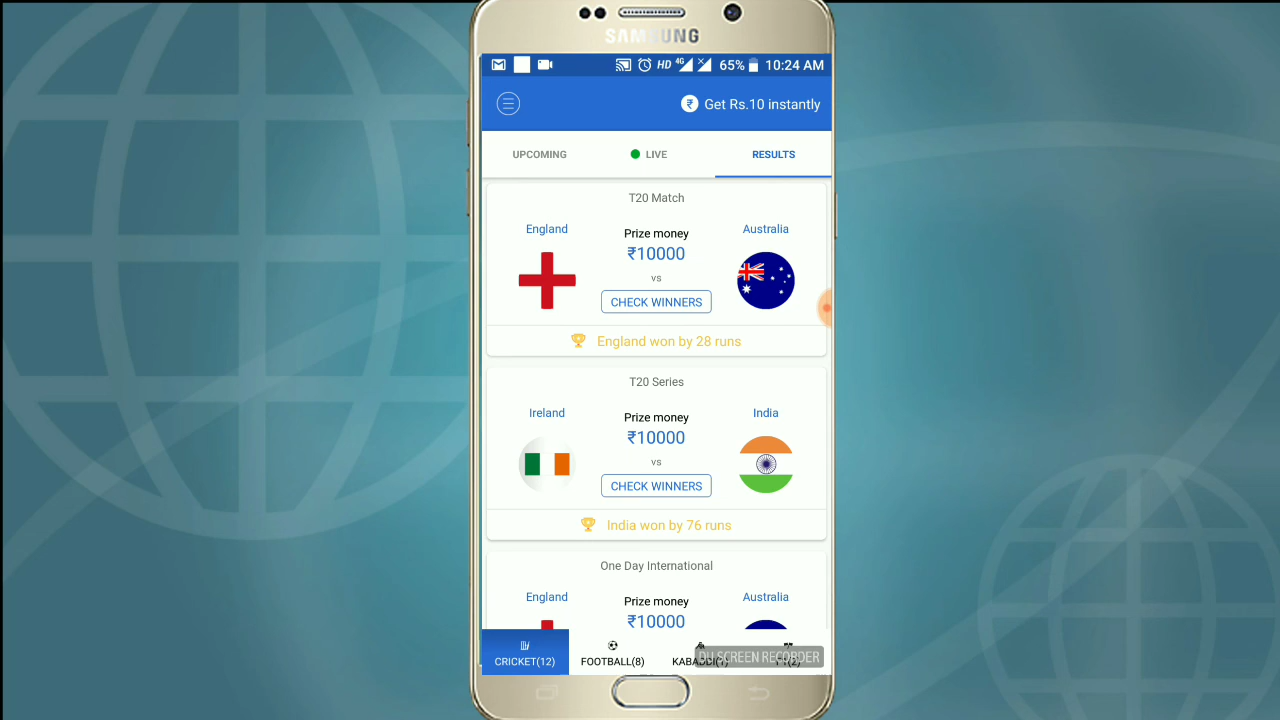 SAMSUNG
HD 4G 65% 10:24 AM
₹ Get Rs.10 instantly
UPCOMING LIVE RESULTS
T20 Match
England Prize money Australia
₹10000
vs
CHECK WINNERS
England won by 28 runs
T20 Series
Ireland Prize money India
₹10000
vs
CHECK WINNERS
India won by 76 runs
One Day International
England Prize money Australia
₹10000
CRICKET(12) FOOTBALL(8)
DU SCREEN RECORDER